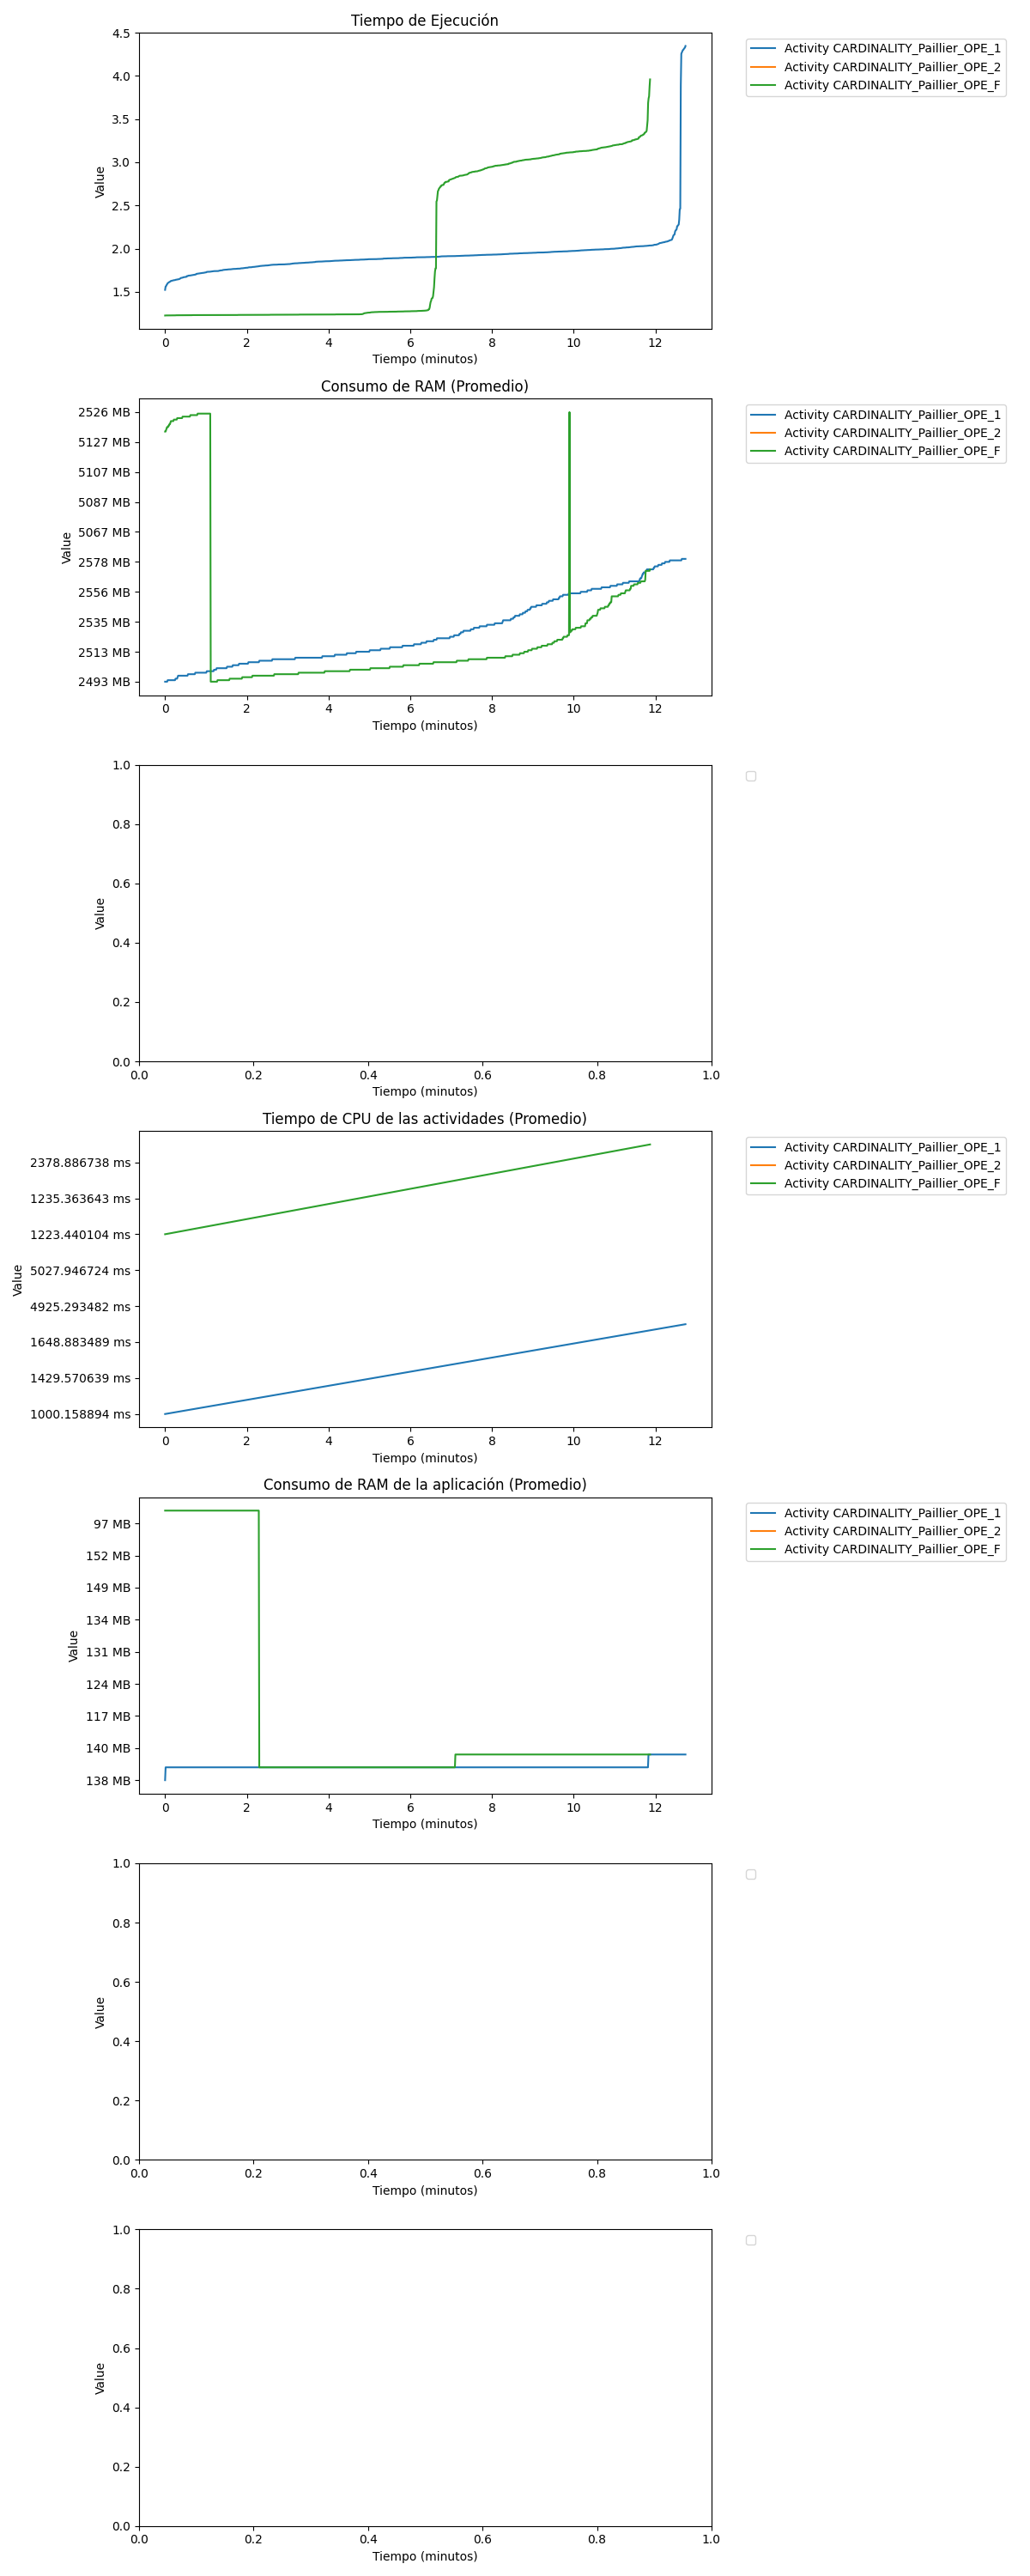 Tiempo de Ejecución
4.5
4.0
3.5
3.0
2.5
2.0
1.5
Value
0 2 4 6 8 10 12
Tiempo (minutos)
Activity CARDINALITY_Paillier_OPE_1
Activity CARDINALITY_Paillier_OPE_2
Activity CARDINALITY_Paillier_OPE_F
Consumo de RAM (Promedio)
2526 MB
5127 MB
5107 MB
5087 MB
5067 MB
2578 MB
2556 MB
2535 MB
2513 MB
2493 MB
Value
0 2 4 6 8 10 12
Tiempo (minutos)
Activity CARDINALITY_Paillier_OPE_1
Activity CARDINALITY_Paillier_OPE_2
Activity CARDINALITY_Paillier_OPE_F
1.0
0.8
0.6
0.4
0.2
0.0
Value
0.0 0.2 0.4 0.6 0.8 1.0
Tiempo (minutos)
Tiempo de CPU de las actividades (Promedio)
2378.886738 ms
1235.363643 ms
1223.440104 ms
5027.946724 ms
4925.293482 ms
1648.883489 ms
1429.570639 ms
1000.158894 ms
Value
0 2 4 6 8 10 12
Tiempo (minutos)
Activity CARDINALITY_Paillier_OPE_1
Activity CARDINALITY_Paillier_OPE_2
Activity CARDINALITY_Paillier_OPE_F
Consumo de RAM de la aplicación (Promedio)
97 MB
152 MB
149 MB
134 MB
131 MB
124 MB
117 MB
140 MB
138 MB
Value
0 2 4 6 8 10 12
Tiempo (minutos)
Activity CARDINALITY_Paillier_OPE_1
Activity CARDINALITY_Paillier_OPE_2
Activity CARDINALITY_Paillier_OPE_F
1.0
0.8
0.6
0.4
0.2
0.0
Value
0.0 0.2 0.4 0.6 0.8 1.0
Tiempo (minutos)
1.0
0.8
0.6
0.4
0.2
0.0
Value
0.0 0.2 0.4 0.6 0.8 1.0
Tiempo (minutos)